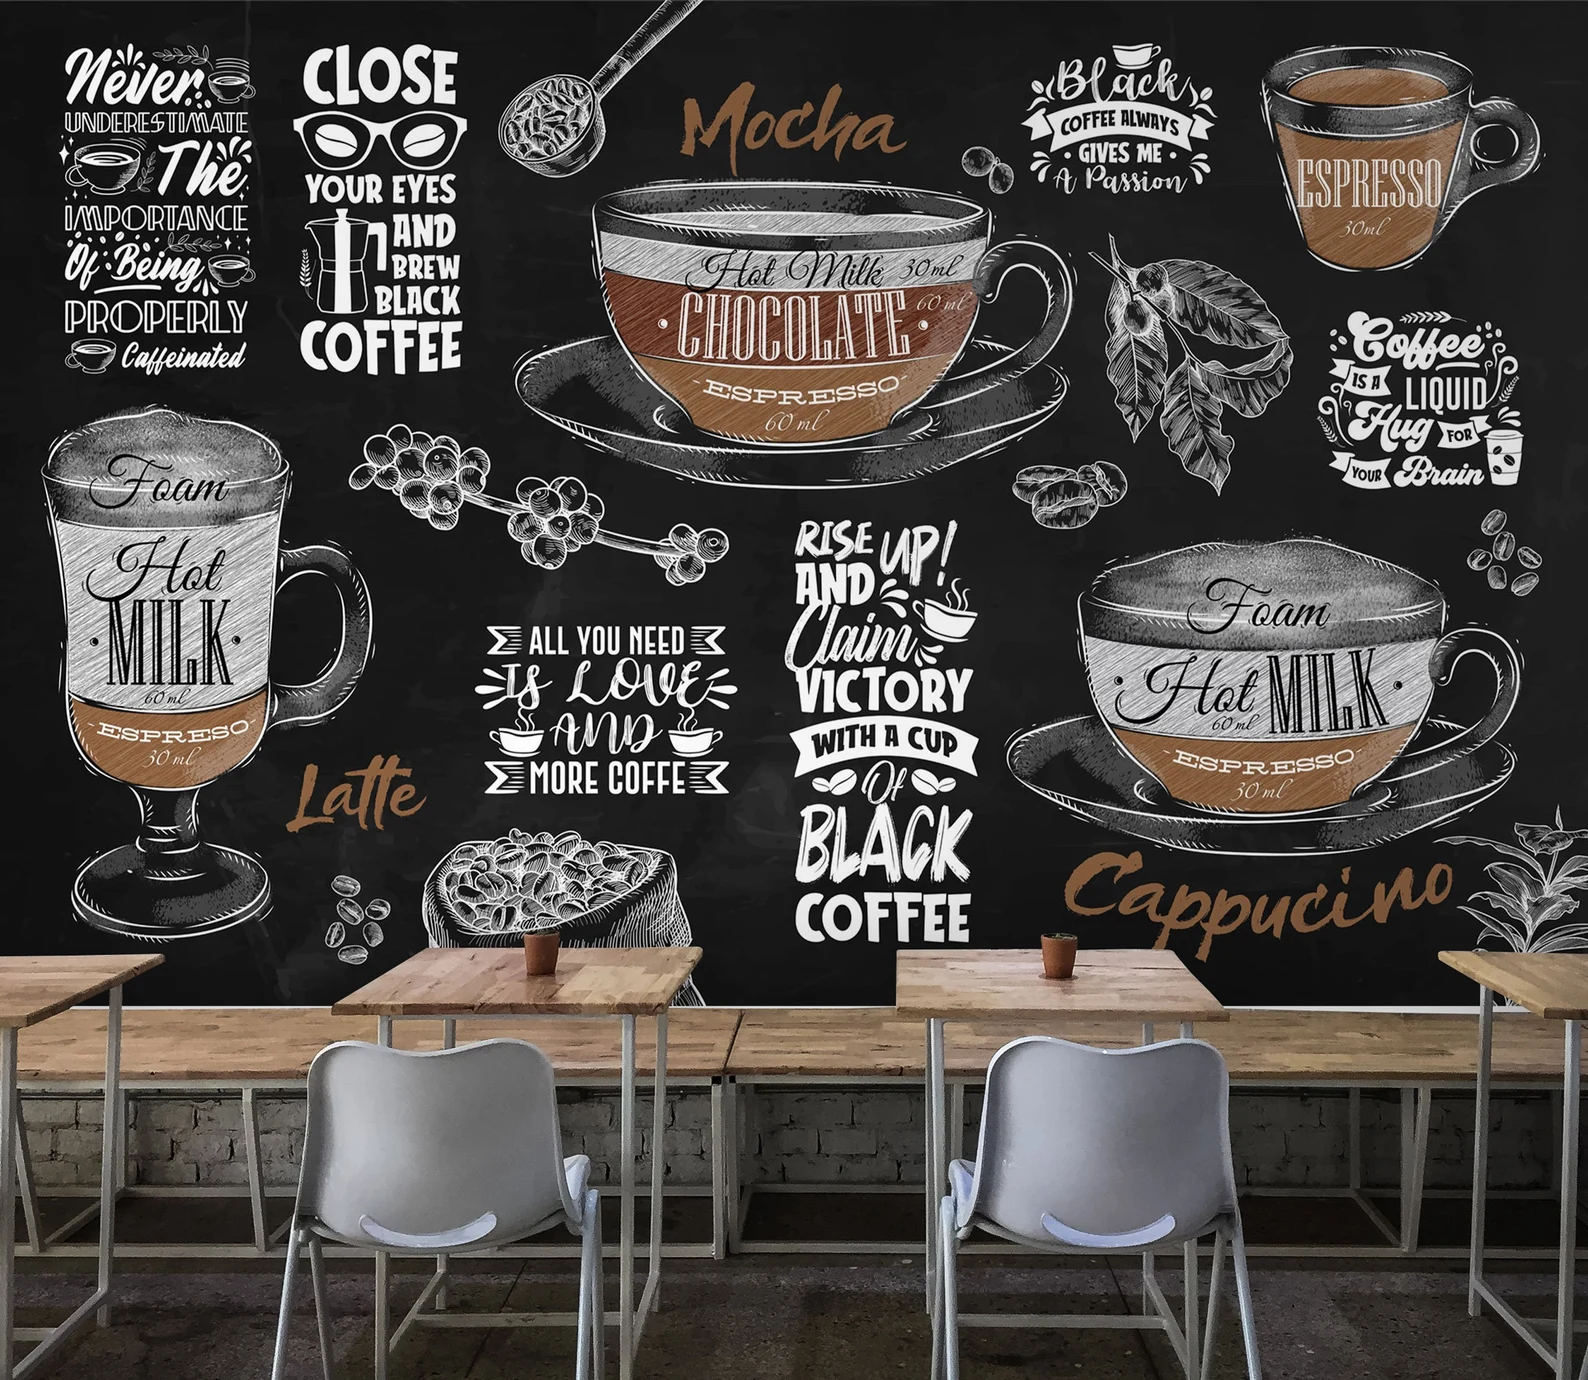 Never
UNDERESTIMATE
The
IMPORTANCE
Of Being
PROPERLY
Caffeinated
CLOSE
YOUR EYES
AND
BREW
BLACK
COFFEE
Mocha
Hot Milk 30 ml
CHOCOLATE 60 ml
ESPRESSO
60 ml
Black
COFFEE ALWAYS
GIVES ME
A Passion
ESPRESSO
30ml
Coffee
IS A LIQUID
Hug FOR
YOUR Brain
Foam
Hot
MILK
60 ml
ESPRESO
30 ml
Latte
ALL YOU NEED
IS LOVE
AND
MORE COFFE
RISE UP!
AND
Claim
VICTORY
WITH A CUP
Of
BLACK
COFFEE
Foam
Hot MILK
60 ml
ESPRESSO
30 ml
Cappucino